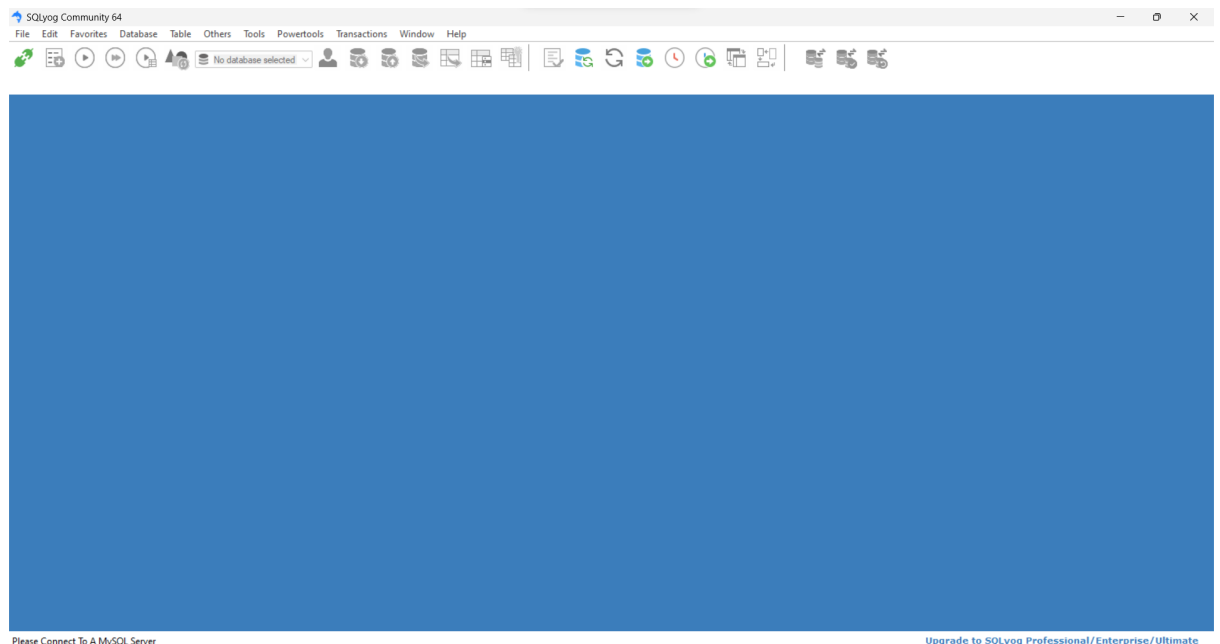 SQLyog Community 64
File Edit Favorites Database Table Others Tools Powertools Transactions Window Help
No database selected
Please Connect To A MySQL Server
Upgrade to SQLyog Professional/Enterprise/Ultimate